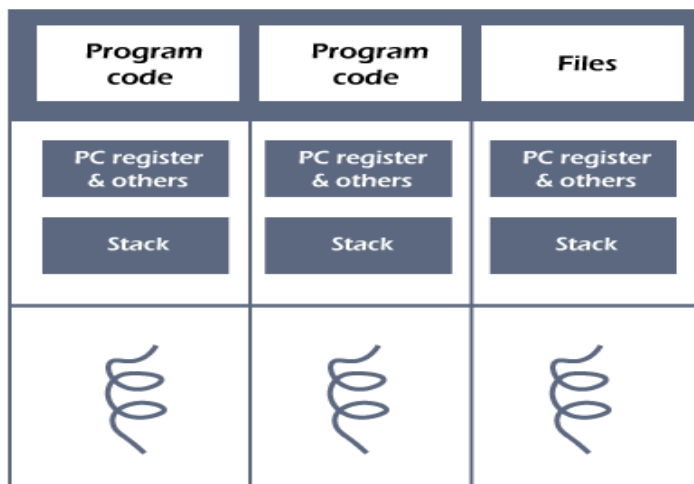 Program
code
Program
code
Files
PC register
& others
PC register
& others
PC register
& others
Stack
Stack
Stack